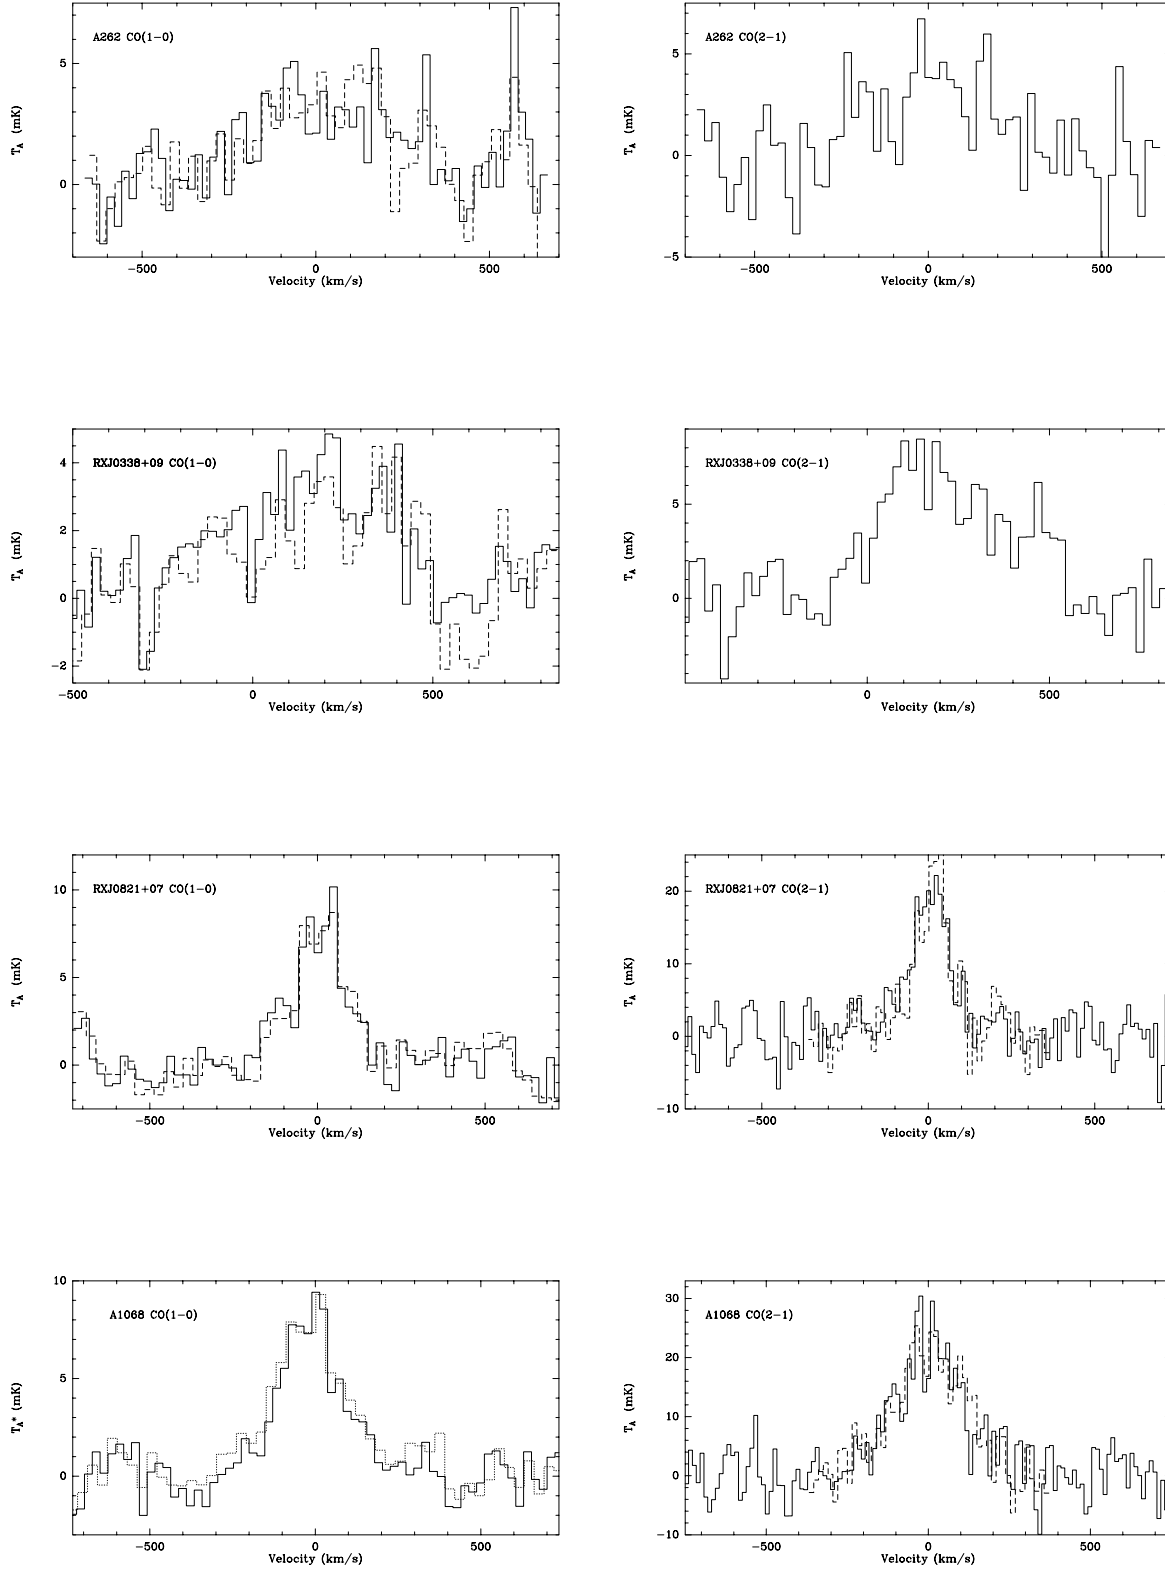 A262 CO(1−0)
5
0
T_A (mK)
−500 0 500
Velocity (km/s)
A262 CO(2−1)
5
0
−5
T_A (mK)
−500 0 500
Velocity (km/s)
RXJ0338+09 CO(1−0)
4
2
0
−2
T_A (mK)
−500 0 500
Velocity (km/s)
RXJ0338+09 CO(2−1)
5
0
T_A (mK)
0 500
Velocity (km/s)
RXJ0821+07 CO(1−0)
10
5
0
T_A (mK)
−500 0 500
Velocity (km/s)
RXJ0821+07 CO(2−1)
20
10
0
−10
T_A (mK)
−500 0 500
Velocity (km/s)
A1068 CO(1−0)
10
5
0
T_A* (mK)
−500 0 500
Velocity (km/s)
A1068 CO(2−1)
30
20
10
0
−10
T_A (mK)
−500 0 500
Velocity (km/s)